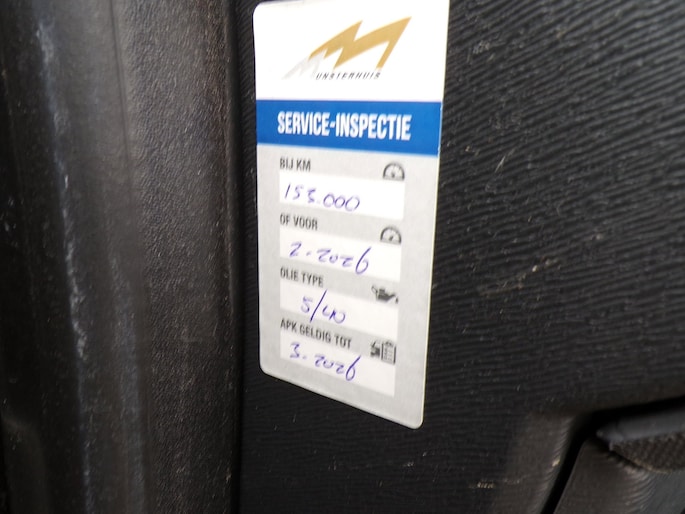 MUNSTERHUIS
SERVICE-INSPECTIE
BIJ KM
153.000
OF VOOR
2-2026
OLIE TYPE
5/40
APK GELDIG TOT
3-2026